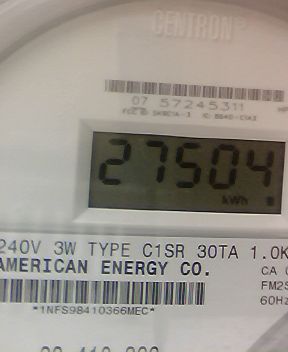 CENTRON®
07 57245311
27504
kWh
240V 3W TYPE C1SR 30TA 1.0K
AMERICAN ENERGY CO.
CA 
FM2S
60Hz
*1NFS98410366MEC*